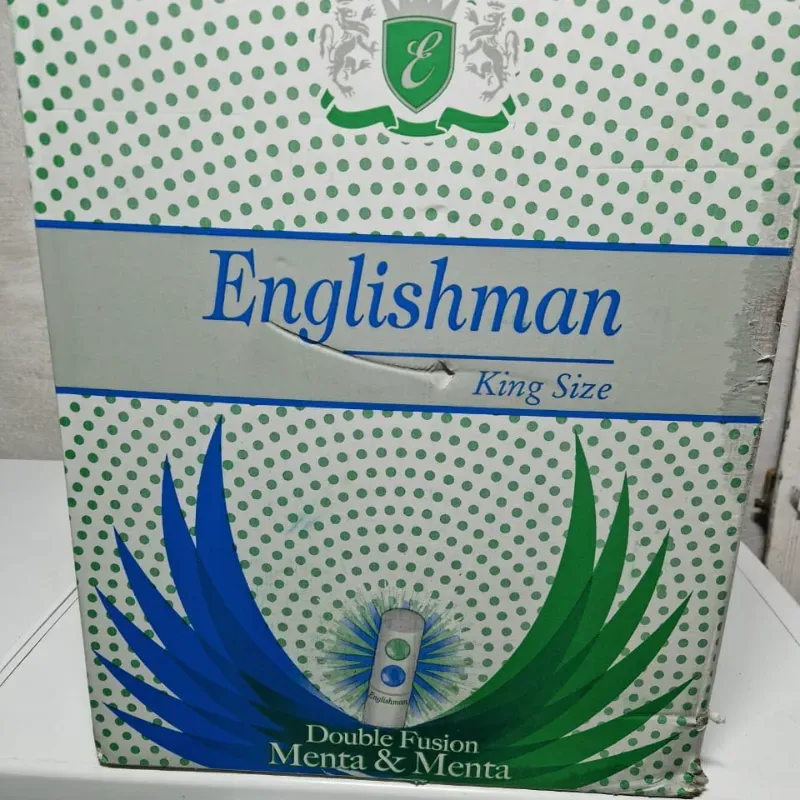 E
Englishman
King Size
Englishman
Double Fusion
Menta & Menta